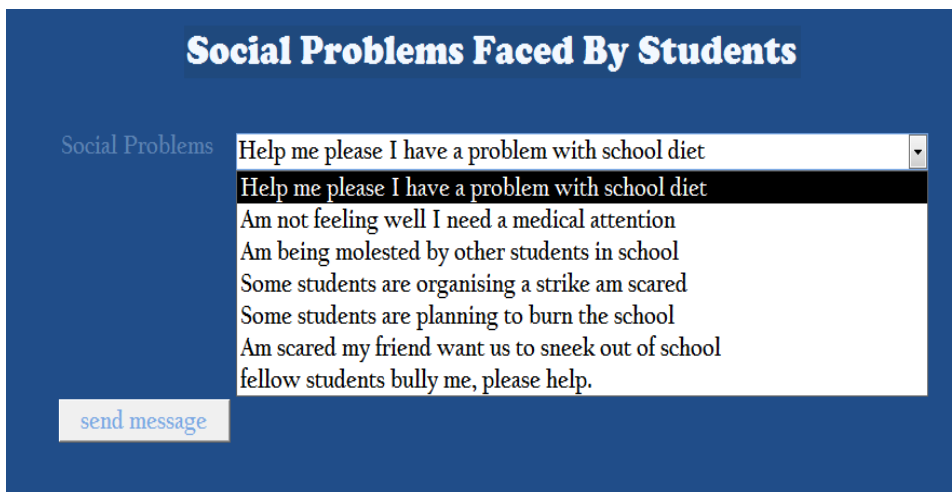 Social Problems Faced By Students
Social Problems
Help me please I have a problem with school diet
Help me please I have a problem with school diet
Am not feeling well I need a medical attention
Am being molested by other students in school
Some students are organising a strike am scared
Some students are planning to burn the school
Am scared my friend want us to sneek out of school
fellow students bully me, please help.
send message